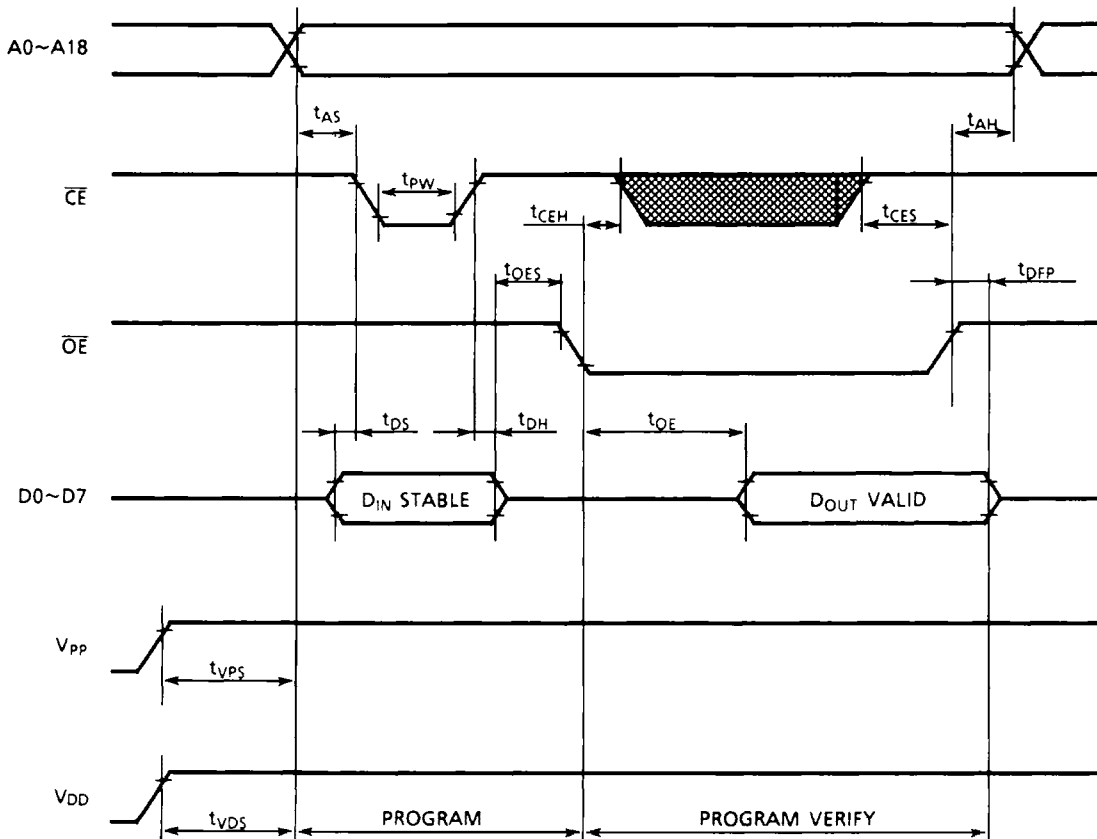 A0~A18
tAS
tAH
CE
tPW
tCEH
tCES
tOES
tDFP
OE
tDS
tDH
tOE
D0~D7
DIN STABLE
DOUT VALID
VPP
tVPS
VDD
tVDS
PROGRAM
PROGRAM VERIFY